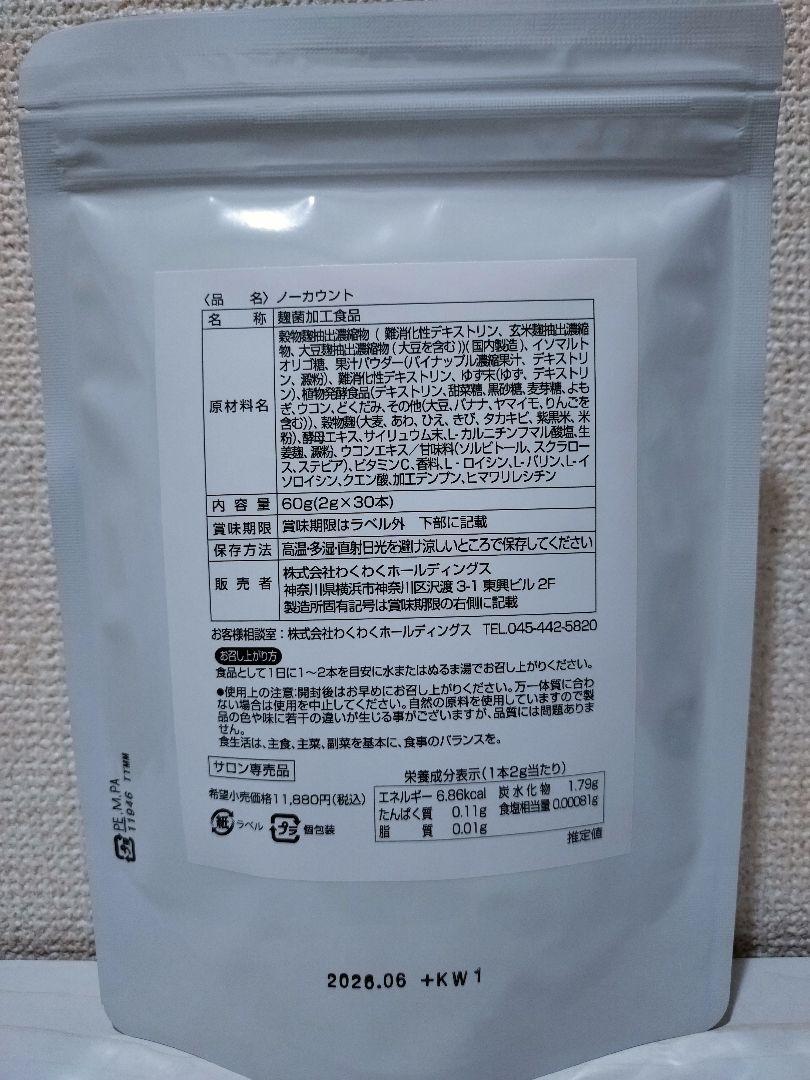 〈品　名〉ノーカウント
名　称 麹菌加工食品
原材料名 穀物麹抽出濃縮物 ( 難消化性デキストリン、玄米麹抽出濃縮
物、大豆麹抽出濃縮物(大豆を含む))(国内製造)、イソマルト
オリゴ糖、果汁パウダー(パイナップル濃縮果汁、デキストリ
ン、澱粉)、難消化性デキストリン、ゆず末(ゆず、デキストリ
ン)、植物発酵食品(デキストリン、甜菜糖、黒砂糖、麦芽糖、よも
ぎ、ウコン、どくだみ、その他(大豆、バナナ、ヤマイモ、りんごを
含む))、穀物麹(大麦、あわ、ひえ、きび、タカキビ、紫黒米、米
粉)、酵母エキス、サイリュウム末、L-カルニチンフマル酸塩、生
姜麹、澱粉、ウコンエキス／甘味料(ソルビトール、スクラロー
ス、ステビア)、ビタミンC、香料、L・ロイシン、L-バリン、L-イ
ソロイシン、クエン酸、加工デンプン、ヒマワリレシチン
内容量 60g(2g×30本)
賞味期限 賞味期限はラベル外　下部に記載
保存方法 高温・多湿・直射日光を避け涼しいところで保存してください
販売者 株式会社わくわくホールディングス
神奈川県横浜市神奈川区沢渡 3-1 東興ビル 2F
製造所固有記号は賞味期限の右側に記載
お客様相談室：株式会社わくわくホールディングス　TEL.045-442-5820
お召し上がり方
食品として1日に1〜2本を目安に水またはぬるま湯でお召し上がりください。
●使用上の注意:開封後はお早めにお召し上がりください。万一体質に合わ
ない場合は使用を中止してください。自然の原料を使用していますので製
品の色や味に若干の違いが生じる事がございますが、品質には問題ありま
せん。
食生活は、主食、主菜、副菜を基本に、食事のバランスを。
サロン専売品
希望小売価格11,880円(税込)
紙 ラベル プラ 個包装
栄養成分表示(1本2g当たり)
エネルギー 6.86kcal 炭水化物 1.79g
たんぱく質 0.11g 食塩相当量 0.00081g
脂　質 0.01g
推定値
プラ PE,M,PA
11946 TTMM
2026.06 +KW1